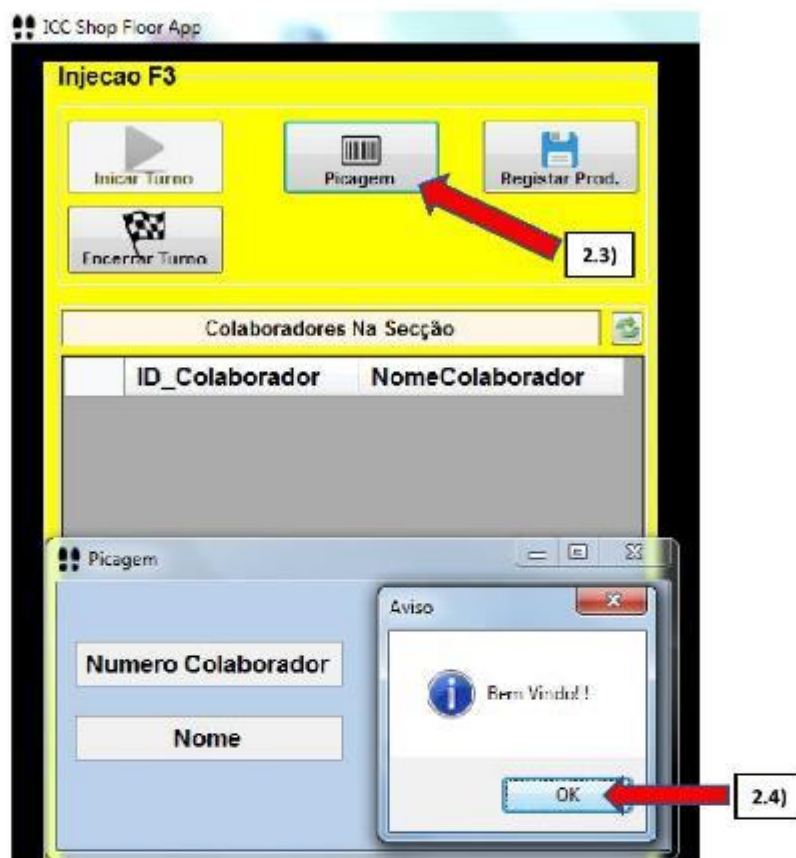 ICC Shop Floor App
Injecao F3
Inicar Turno
Picagem
Registar Prod.
Encerrar Turno
2.3)
Colaboradores Na Secção
ID_Colaborador NomeColaborador
Picagem
Aviso
Numero Colaborador
Bem Vindo!!
Nome
OK
2.4)